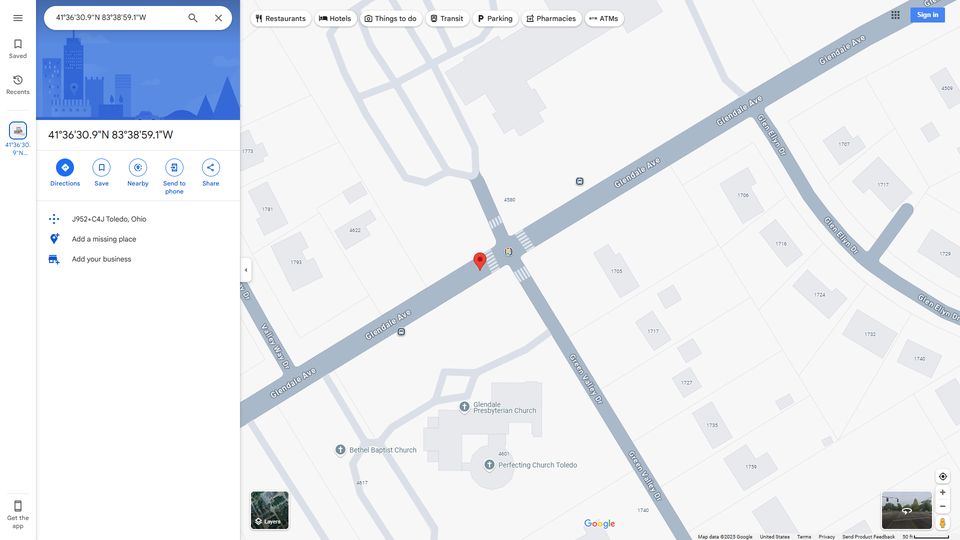 41°36'30.9"N 83°38'59.1"W
Saved
Recents
41°36'30.
9"N...
Get the
app
41°36'30.9"N 83°38'59.1"W
Directions
Save
Nearby
Send to
phone
Share
J952+C4J Toledo, Ohio
Add a missing place
Add your business
Restaurants
Hotels
Things to do
Transit
Parking
Pharmacies
ATMs
Sign in
Glendale Ave
Glendale Ave
Glendale Ave
Glendale Ave
Glendale Ave
Glen Ellyn Dr
Glen Ellyn Dr
Glen Ellyn Dr
Valley Way Dr
Green Valley Dr
Green Valley Dr
4509
1773
1707
1717
1706
1781
4580
4622
1716
1793
1729
1705
1724
1717
1732
1740
1727
1735
1739
1740
Glendale
Presbyterian Church
Bethel Baptist Church
4601
Perfecting Church Toledo
4617
Layers
Google
Map data ©2025 Google
United States
Terms
Privacy
Send Product Feedback
50 ft